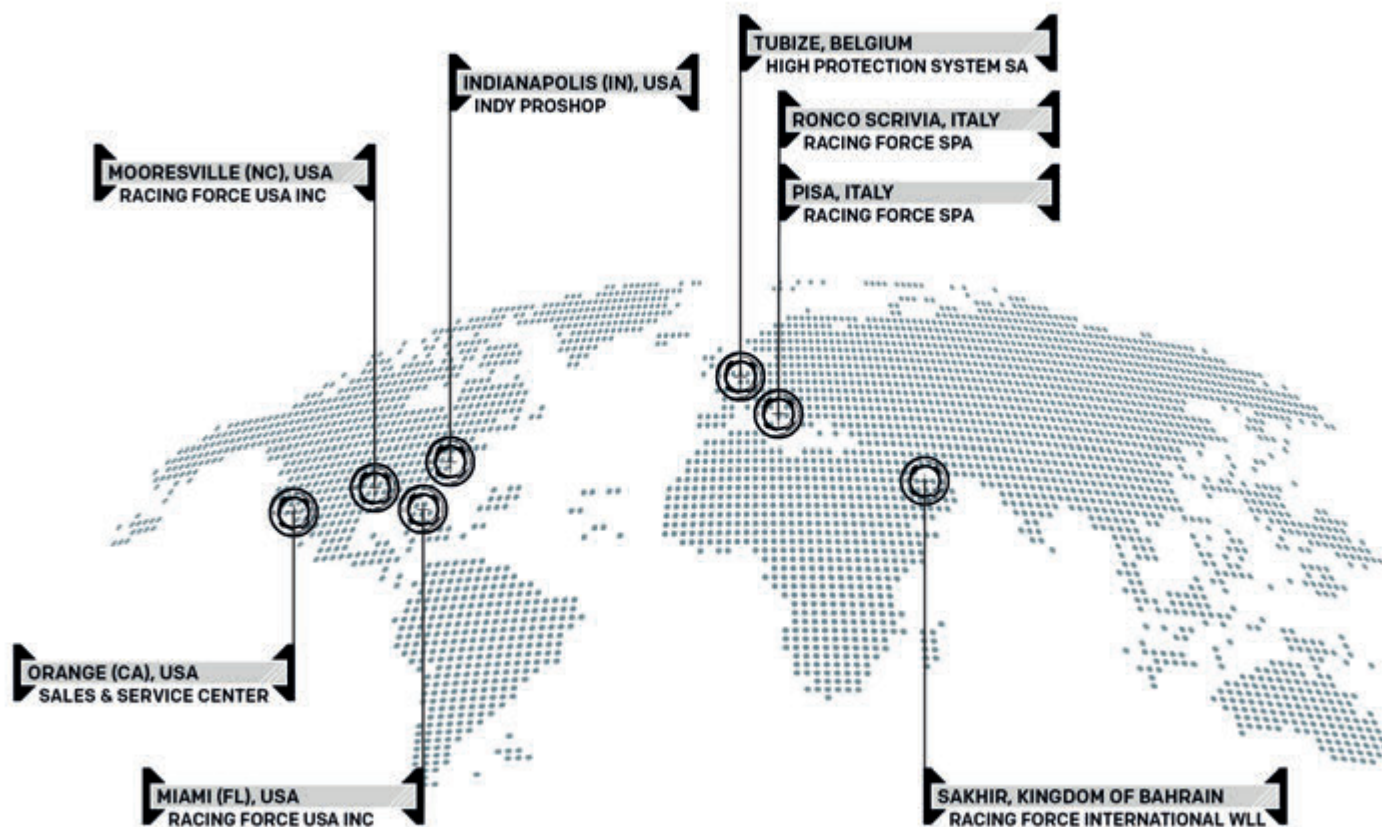 TUBIZE, BELGIUM
HIGH PROTECTION SYSTEM SA
INDIANAPOLIS (IN), USA
INDY PROSHOP
RONCO SCRIVIA, ITALY
RACING FORCE SPA
MOORESVILLE (NC), USA
RACING FORCE USA INC
PISA, ITALY
RACING FORCE SPA
ORANGE (CA), USA
SALES & SERVICE CENTER
MIAMI (FL), USA
RACING FORCE USA INC
SAKHIR, KINGDOM OF BAHRAIN
RACING FORCE INTERNATIONAL WLL